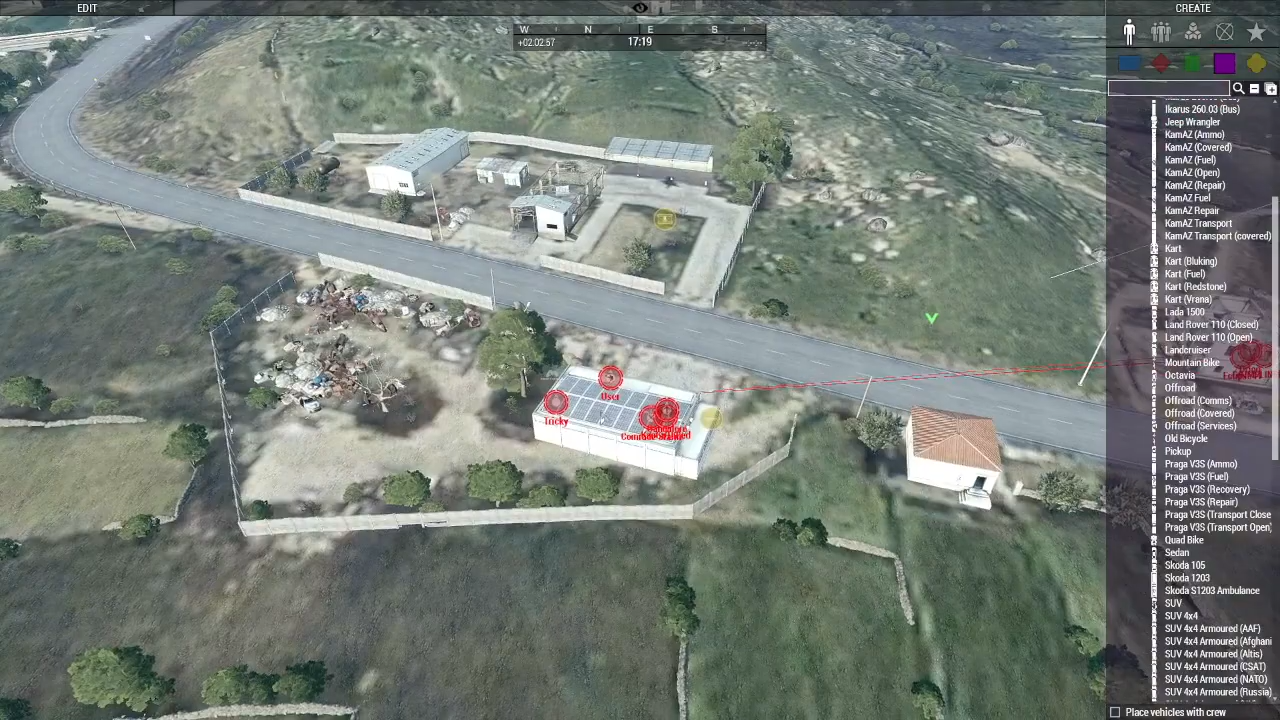 EDIT
CREATE
W N E S
+02:02:57 17:19
Ikarus 260.03 (Bus)
Jeep Wrangler
KamAZ (Ammo)
KamAZ (Covered)
KamAZ (Fuel)
KamAZ (Open)
KamAZ (Repair)
KamAZ Fuel
KamAZ Repair
KamAZ Transport
KamAZ Transport (covered)
Kart
Kart (Bluking)
Kart (Fuel)
Kart (Redstone)
Kart (Vrana)
Lada 1500
Land Rover 110 (Closed)
Land Rover 110 (Open)
Landcruiser
Mountain Bike
Octavia
Offroad
Offroad (Comms)
Offroad (Covered)
Offroad (Services)
Old Bicycle
Pickup
Praga V3S (Ammo)
Praga V3S (Fuel)
Praga V3S (Recovery)
Praga V3S (Repair)
Praga V3S (Transport Close
Praga V3S (Transport Open)
Quad Bike
Sedan
Skoda 105
Skoda 1203
Skoda S1203 Ambulance
SUV
SUV 4x4
SUV 4x4 Armoured (AAF)
SUV 4x4 Armoured (Afghani
SUV 4x4 Armoured (Altis)
SUV 4x4 Armoured (CSAT)
SUV 4x4 Armoured (NATO)
SUV 4x4 Armoured (Russia)
Place vehicles with crew
User
Tricky